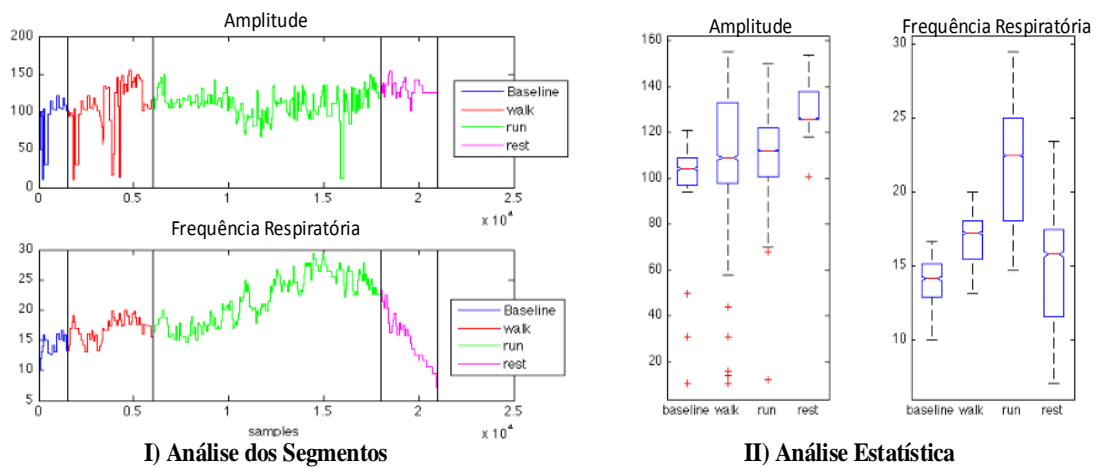 Amplitude
200
150
100
50
0
0
0.5
1
1.5
2
2.5
x 10⁴
Baseline
walk
run
rest
Frequência Respiratória
30
25
20
15
10
5
0
0.5
1
1.5
2
2.5
samples
x 10⁴
Baseline
walk
run
rest
I) Análise dos Segmentos
Amplitude
160
140
120
100
80
60
40
20
baseline walk run rest
Frequência Respiratória
30
25
20
15
10
baseline walk run rest
II) Análise Estatística